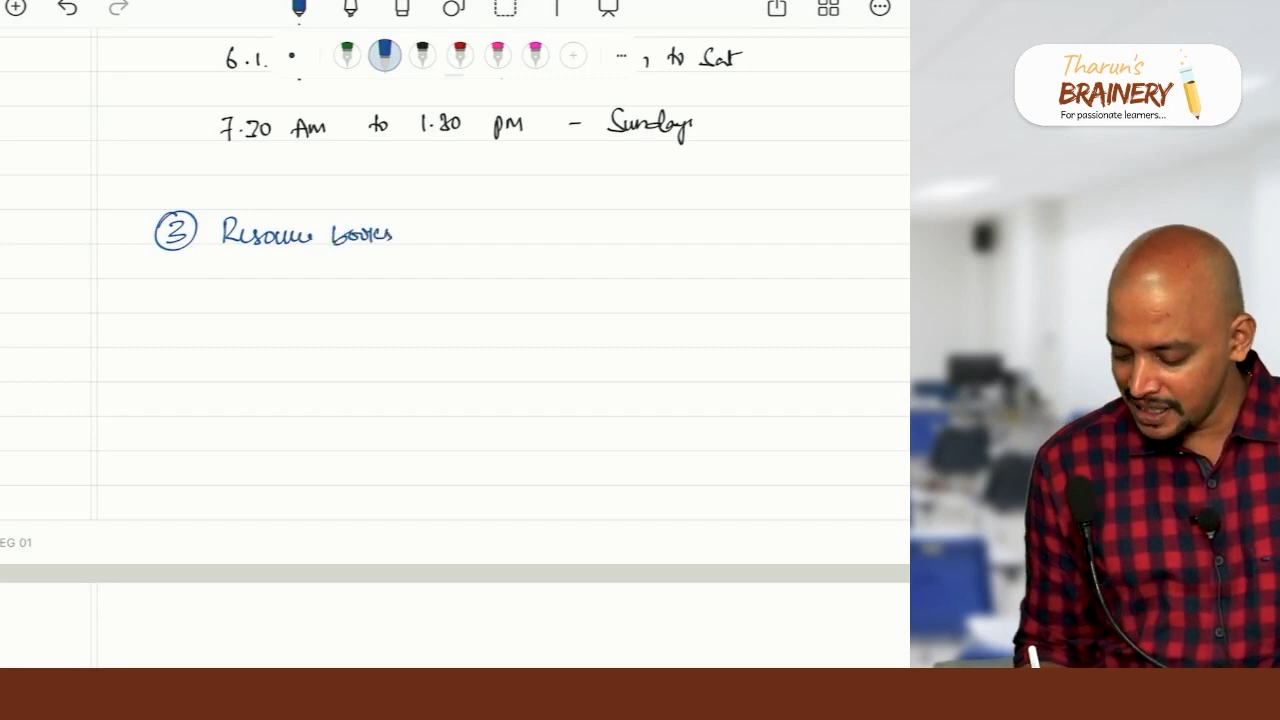 6.1. , to Sat
7.30 Am to 1.30 pm - Sundays
③ Resource books
EG 01
Tharun's
BRAINERY
For passionate learners...